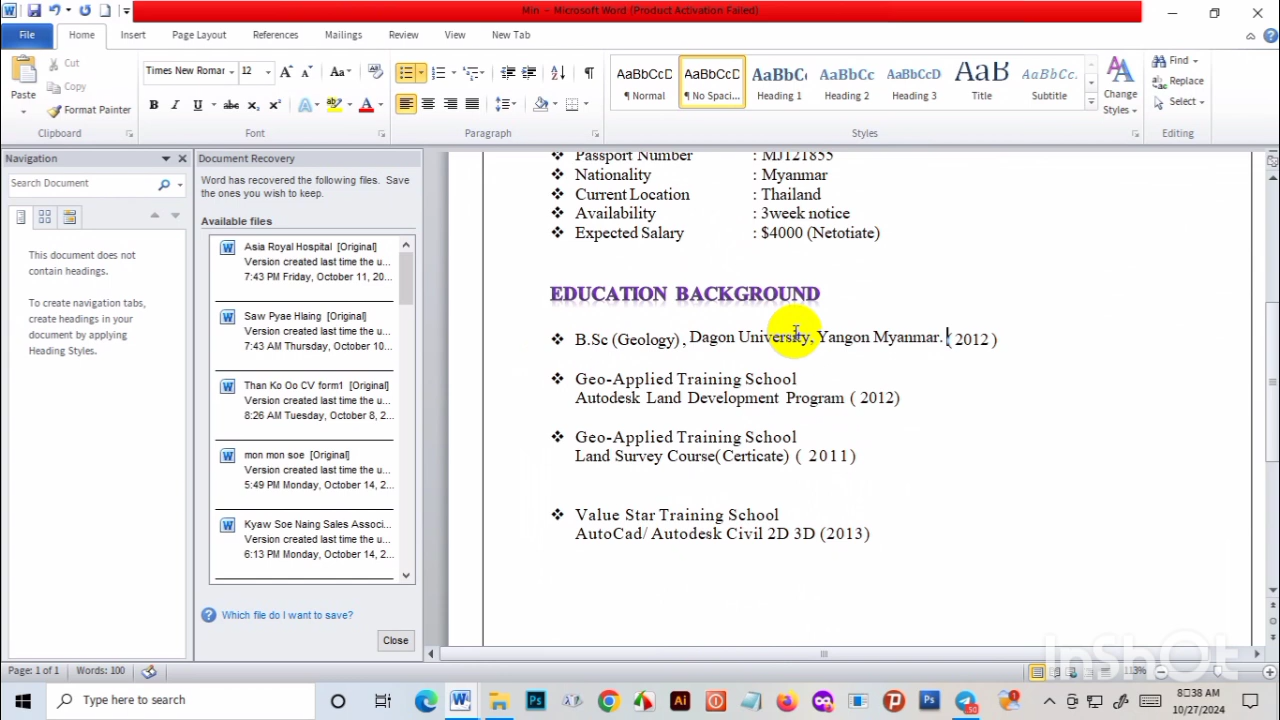 Min - Microsoft Word (Product Activation Failed)
File Home Insert Page Layout References Mailings Review View New Tab
Paste
Cut
Copy
Format Painter
Clipboard
Times New Romar 12
Font
Paragraph
AaBbCcD AaBbCcD AaBbCc AaBbCc AaBbCcD AaB AaBbCc.
¶ Normal ¶ No Spaci... Heading 1 Heading 2 Heading 3 Title Subtitle
Change Styles
Styles
Find
Replace
Select
Editing
Navigation
Search Document
This document does not contain headings.
To create navigation tabs, create headings in your document by applying Heading Styles.
Document Recovery
Word has recovered the following files. Save the ones you wish to keep.
Available files
Asia Royal Hospital [Original]
Version created last time the u...
7:43 PM Friday, October 11, 20...
Saw Pyae Hlaing [Original]
Version created last time the u...
7:43 AM Thursday, October 10...
Than Ko Oo CV form1 [Original]
Version created last time the u...
8:26 AM Tuesday, October 8, 2...
mon mon soe [Original]
Version created last time the u...
5:49 PM Monday, October 14, 2...
Kyaw Soe Naing Sales Associ...
Version created last time the u...
6:13 PM Monday, October 14, 2...
Which file do I want to save?
Close
❖ Passport Number : MJ121855
❖ Nationality : Myanmar
❖ Current Location : Thailand
❖ Availability : 3week notice
❖ Expected Salary : $4000 (Netotiate)
EDUCATION BACKGROUND
❖ B.Sc (Geology) , Dagon University, Yangon Myanmar. ( 2012 )
❖ Geo-Applied Training School
Autodesk Land Development Program ( 2012)
❖ Geo-Applied Training School
Land Survey Course(Certicate) ( 2011)
❖ Value Star Training School
AutoCad/ Autodesk Civil 2D 3D (2013)
InShOt
Page: 1 of 1 Words: 100
113%
Type here to search
8:38 AM
10/27/2024